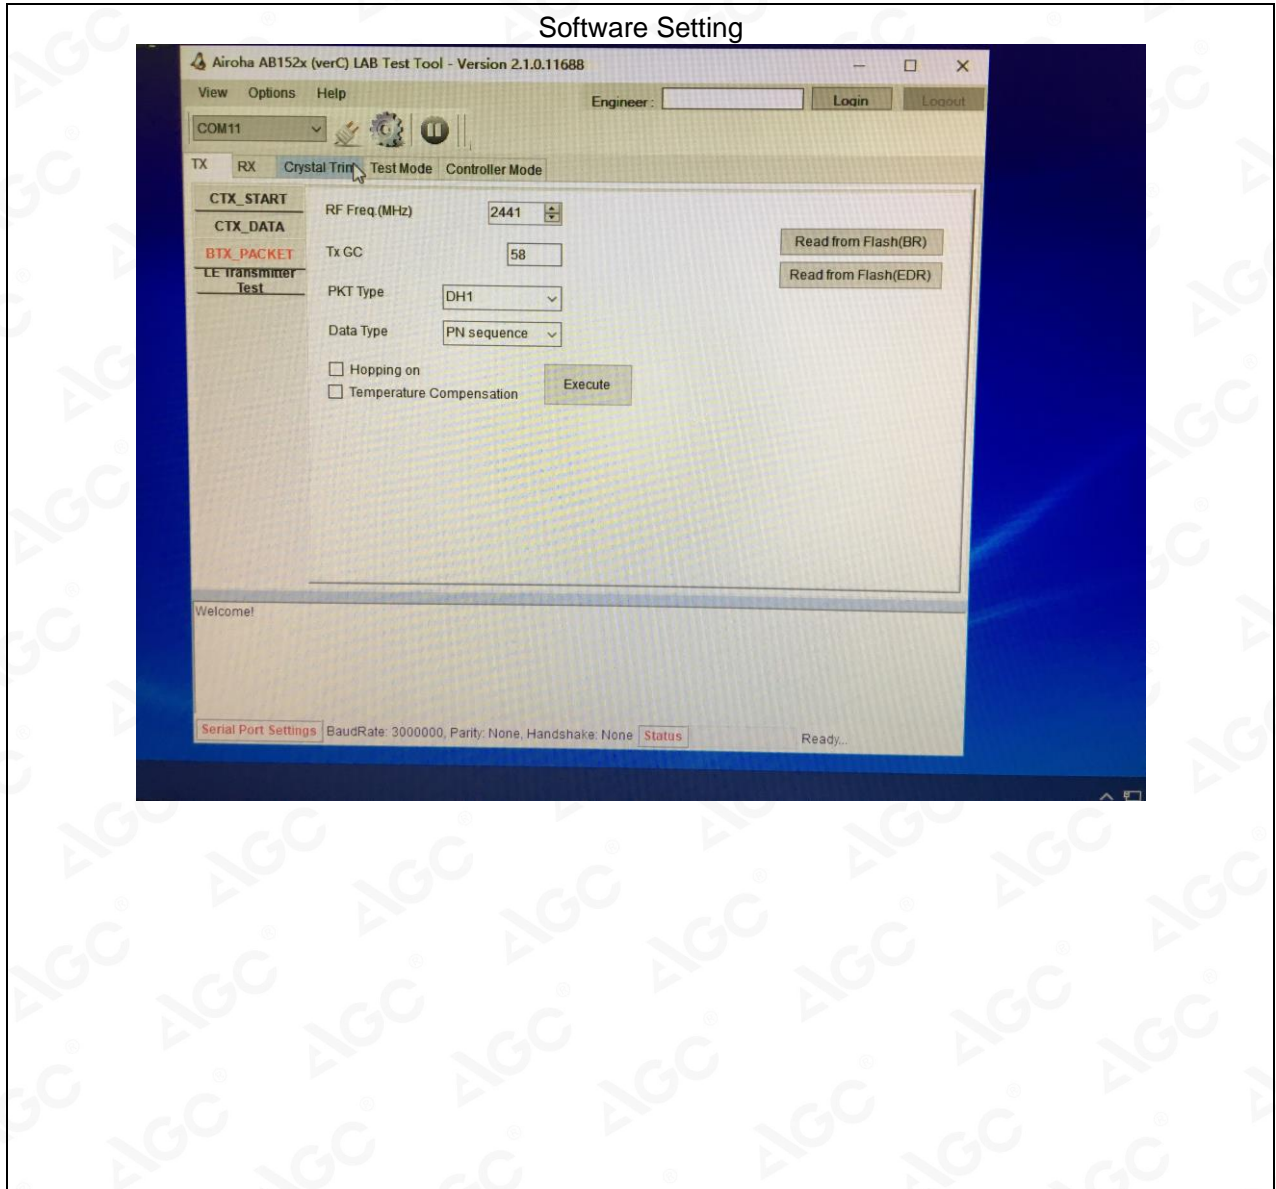 Software Setting
Airoha AB152x (verC) LAB Test Tool - Version 2.1.0.11688
View Options Help
Engineer: Login Logout
COM11
TX RX Crystal Trim Test Mode Controller Mode
CTX_START
CTX_DATA
BTX_PACKET
LE Transmitter
Test
RF Freq.(MHz) 2441
Tx GC 58
PKT Type DH1
Data Type PN sequence
Hopping on
Temperature Compensation
Execute
Read from Flash(BR)
Read from Flash(EDR)
Welcome!
Serial Port Settings BaudRate: 3000000, Parity: None, Handshake: None Status Ready...
AGC